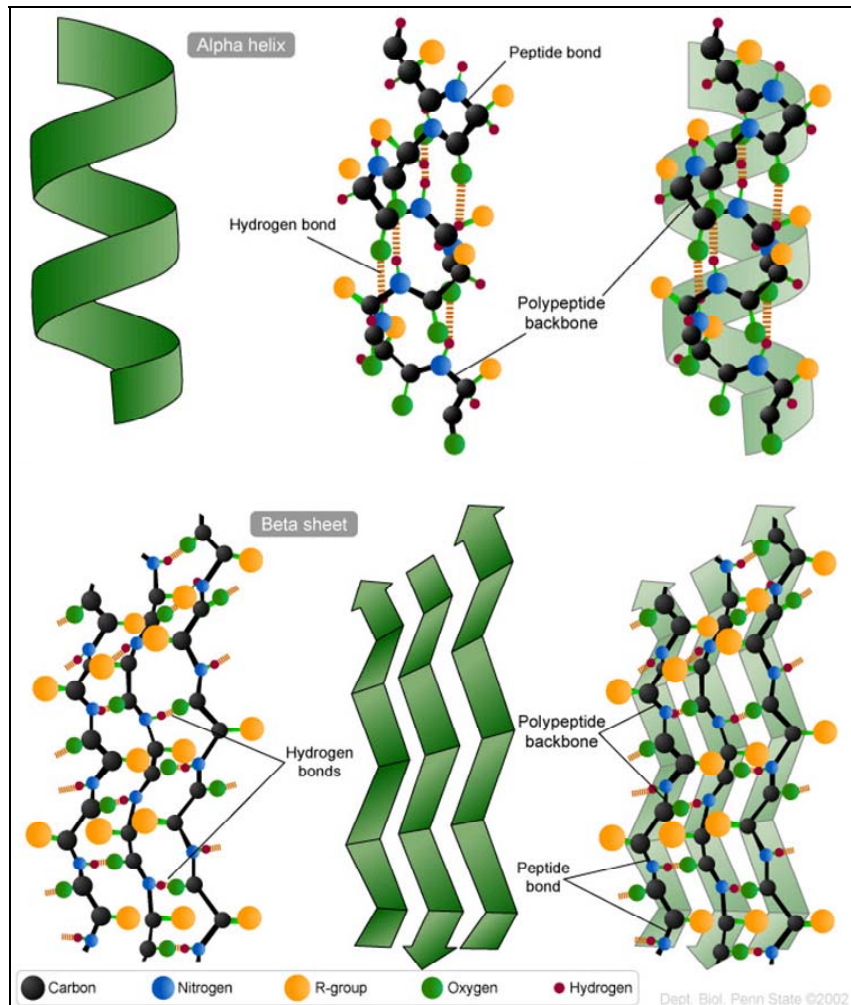 Alpha helix
Peptide bond
Hydrogen bond
Polypeptide
backbone
Beta sheet
Hydrogen
bonds
Polypeptide
backbone
Peptide
bond
Carbon
Nitrogen
R-group
Oxygen
Hydrogen
Dept. Biol. Penn State ©2002